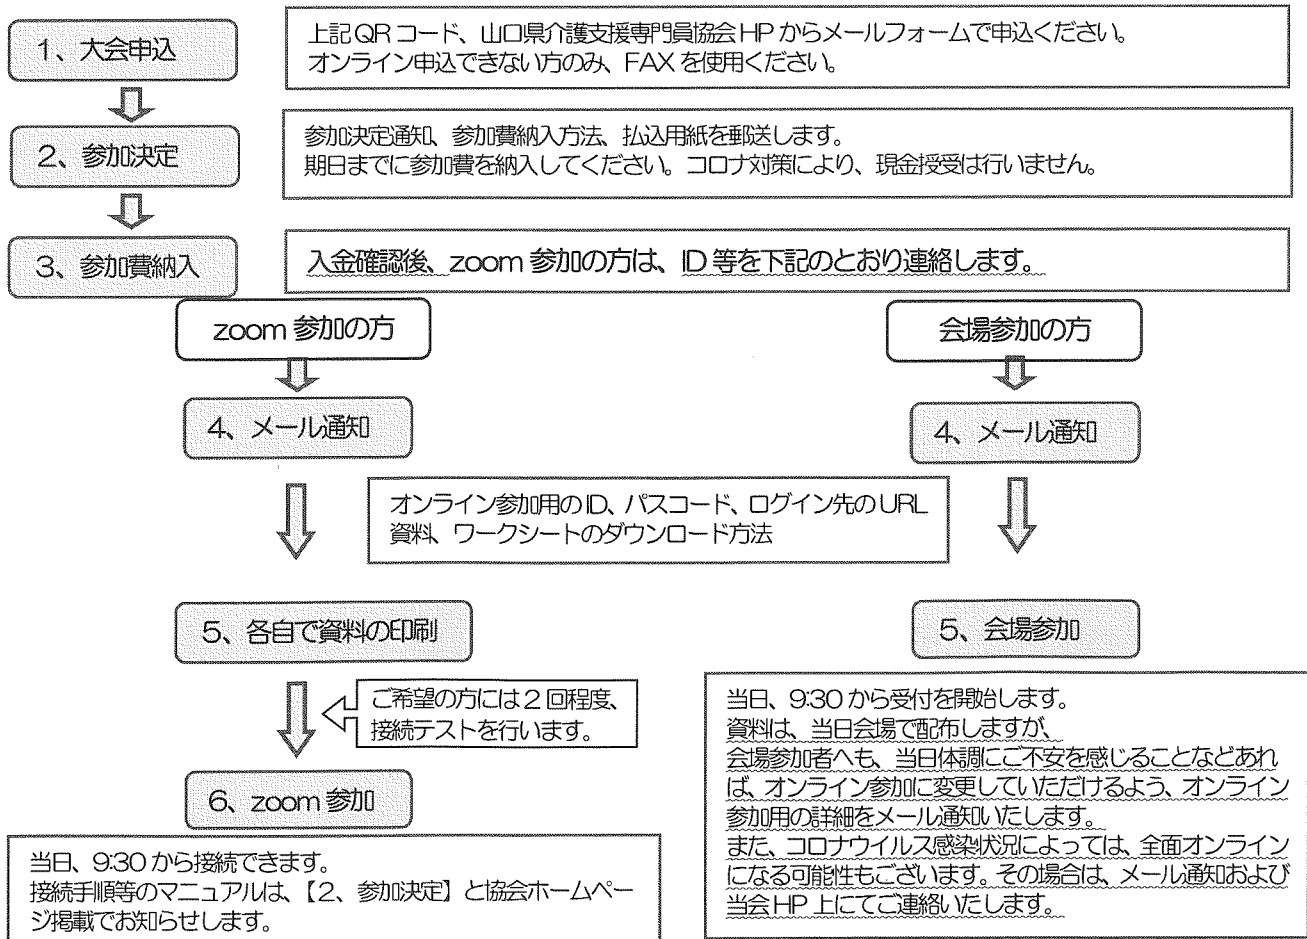 1、大会申込
上記QRコード、山口県介護支援専門員協会HPからメールフォームで申込ください。
オンライン申込できない方のみ、FAXを使用ください。
2、参加決定
参加決定通知、参加費納入方法、払込用紙を郵送します。
期日までに参加費を納入してください。コロナ対策により、現金授受は行いません。
3、参加費納入
入金確認後、zoom参加の方は、ID等を下記のとおり連絡します。
zoom参加の方
会場参加の方
4、メール通知
4、メール通知
オンライン参加用のID、パスコード、ログイン先のURL
資料、ワークシートのダウンロード方法
5、各自で資料の印刷
5、会場参加
ご希望の方には2回程度、
接続テストを行います。
6、zoom参加
当日、9:30から接続できます。
接続手順等のマニュアルは、【2、参加決定】と協会ホームペー
ジ掲載でお知らせします。
当日、9:30から受付を開始します。
資料は、当日会場で配布しますが、
会場参加者へも、当日体調にご不安を感じることなどあれ
ば、オンライン参加に変更していただけるよう、オンライン
参加用の詳細をメール通知いたします。
また、コロナウイルス感染状況によっては、全面オンライン
になる可能性もございます。その場合は、メール通知および
当会HP上にてご連絡いたします。